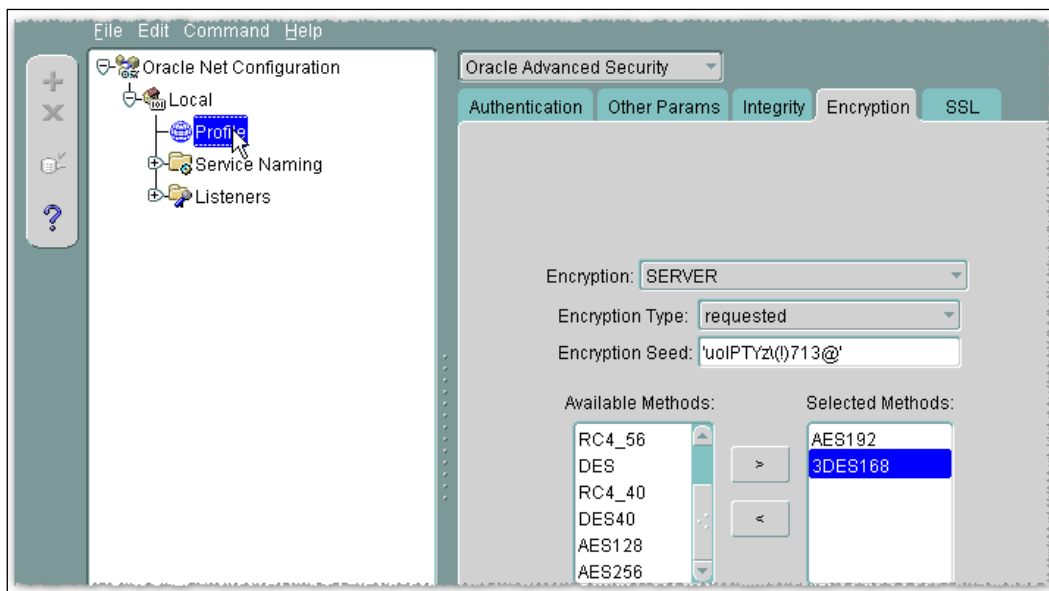 File Edit Command Help
Oracle Net Configuration
Local
Profile
Service Naming
Listeners
Oracle Advanced Security
Authentication Other Params Integrity Encryption SSL
Encryption: SERVER
Encryption Type: requested
Encryption Seed: 'uoIPTYz\(!)713@'
Available Methods: Selected Methods:
RC4_56 AES192
DES > 3DES168
RC4_40
DES40 <
AES128
AES256